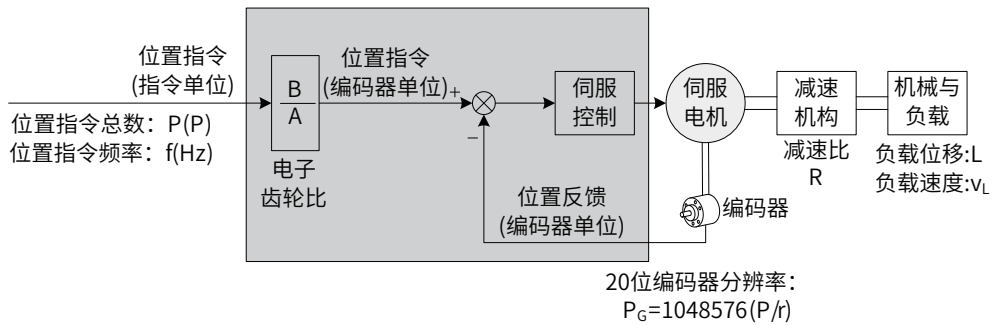 位置指令
(指令单位)
位置指令总数：P(P)
位置指令频率：f(Hz)
B
A
电子
齿轮比
位置指令
(编码器单位)
+
−
伺服
控制
位置反馈
(编码器单位)
伺服
电机
编码器
20位编码器分辨率：
PG=1048576(P/r)
减速
机构
减速比
R
机械与
负载
负载位移:L
负载速度:vL